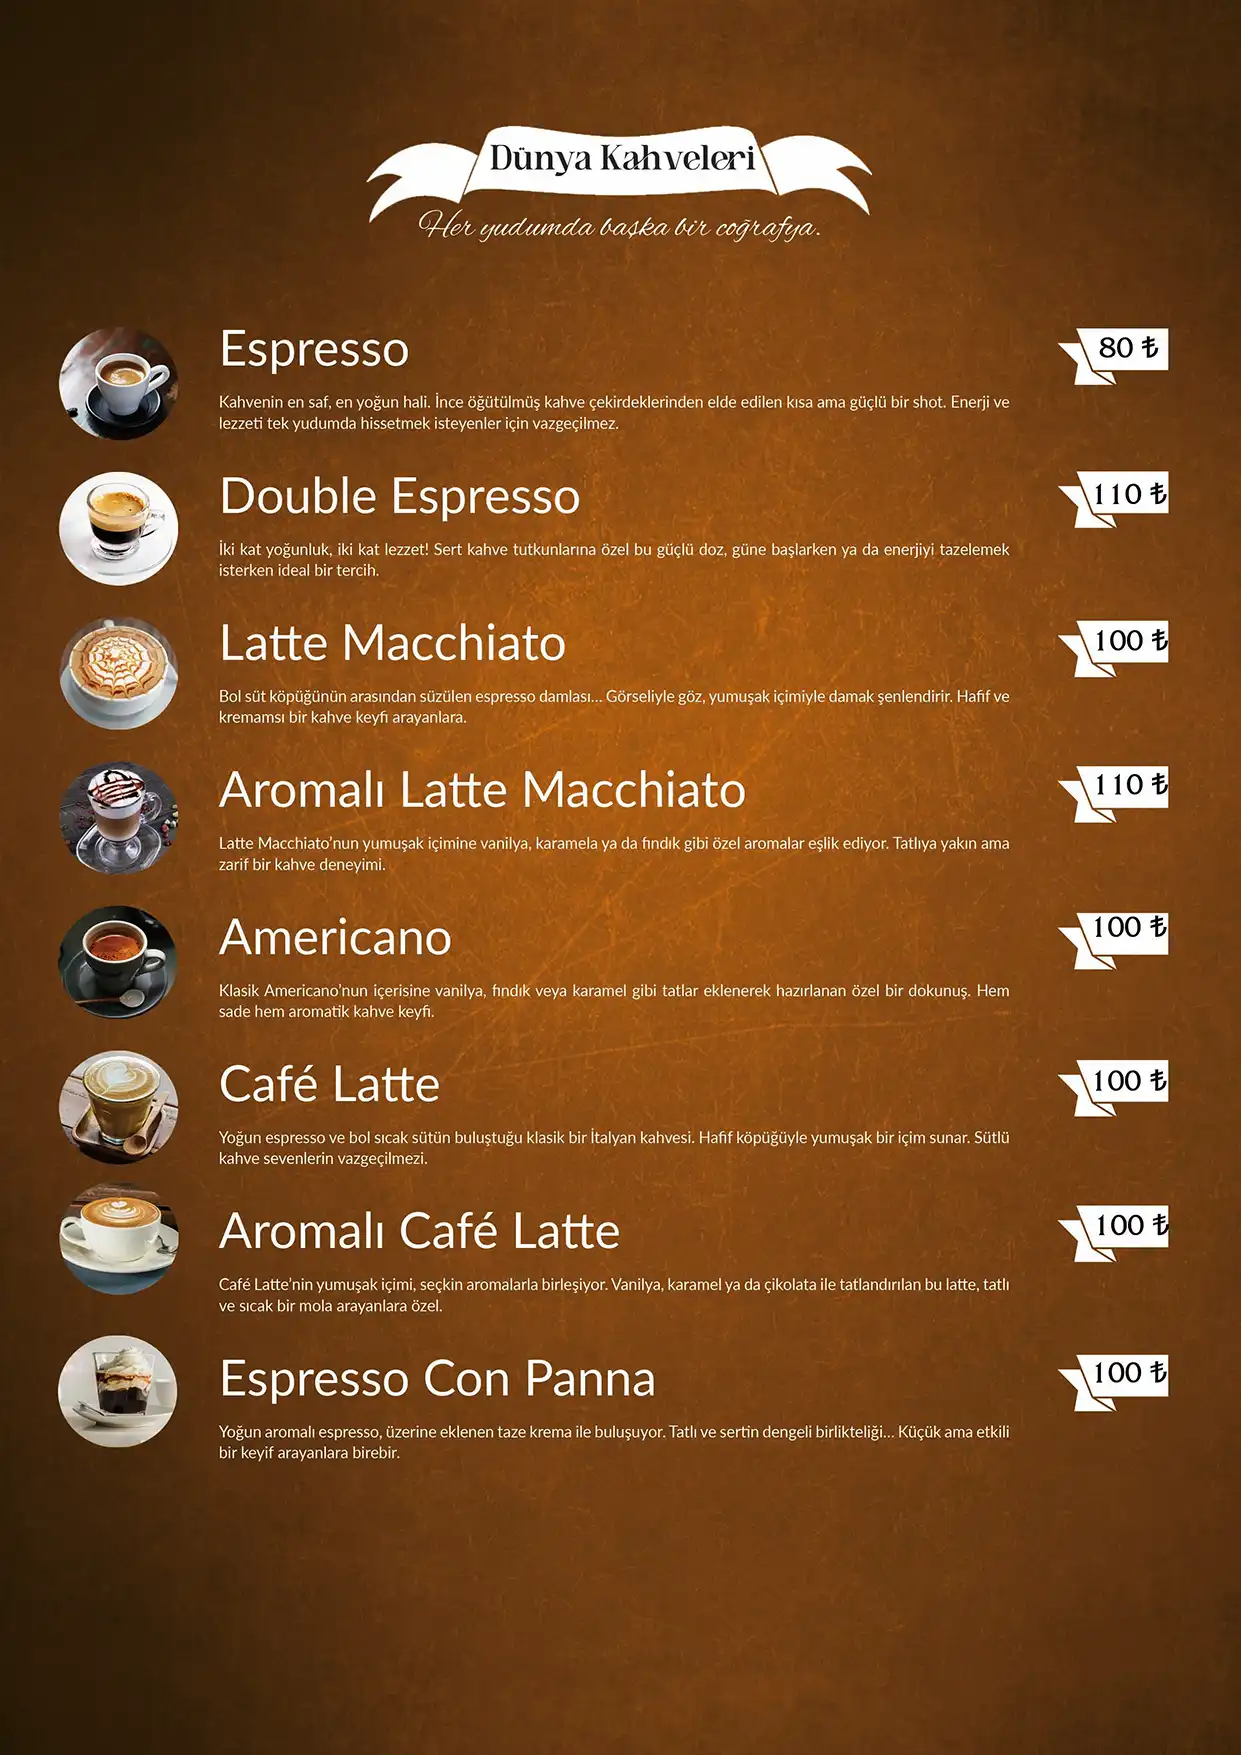 Dünya Kahveleri
Her yudumda başka bir coğrafya.
Espresso
80 ₺
Kahvenin en saf, en yoğun hali. İnce öğütülmüş kahve çekirdeklerinden elde edilen kısa ama güçlü bir shot. Enerji ve
lezzeti tek yudumda hissetmek isteyenler için vazgeçilmez.
Double Espresso
110 ₺
İki kat yoğunluk, iki kat lezzet! Sert kahve tutkunlarına özel bu güçlü doz, güne başlarken ya da enerjiyi tazelemek
isterken ideal bir tercih.
Latte Macchiato
100 ₺
Bol süt köpüğünün arasından süzülen espresso damlası... Görseliyle göz, yumuşak içimiyle damak şenlendirir. Hafif ve
kremamsı bir kahve keyfi arayanlara.
Aromalı Latte Macchiato
110 ₺
Latte Macchiato’nun yumuşak içimine vanilya, karamela ya da fındık gibi özel aromalar eşlik ediyor. Tatlıya yakın ama
zarif bir kahve deneyimi.
Americano
100 ₺
Klasik Americano’nun içerisine vanilya, fındık veya karamel gibi tatlar eklenerek hazırlanan özel bir dokunuş. Hem
sade hem aromatik kahve keyfi.
Café Latte
100 ₺
Yoğun espresso ve bol sıcak sütün buluştuğu klasik bir İtalyan kahvesi. Hafif köpüğüyle yumuşak bir içim sunar. Sütlü
kahve sevenlerin vazgeçilmezi.
Aromalı Café Latte
100 ₺
Café Latte’nin yumuşak içimi, seçkin aromalarla birleşiyor. Vanilya, karamel ya da çikolata ile tatlandırılan bu latte, tatlı
ve sıcak bir mola arayanlara özel.
Espresso Con Panna
100 ₺
Yoğun aromalı espresso, üzerine eklenen taze krema ile buluşuyor. Tatlı ve sertin dengeli birlikteliği... Küçük ama etkili
bir keyif arayanlara birebir.